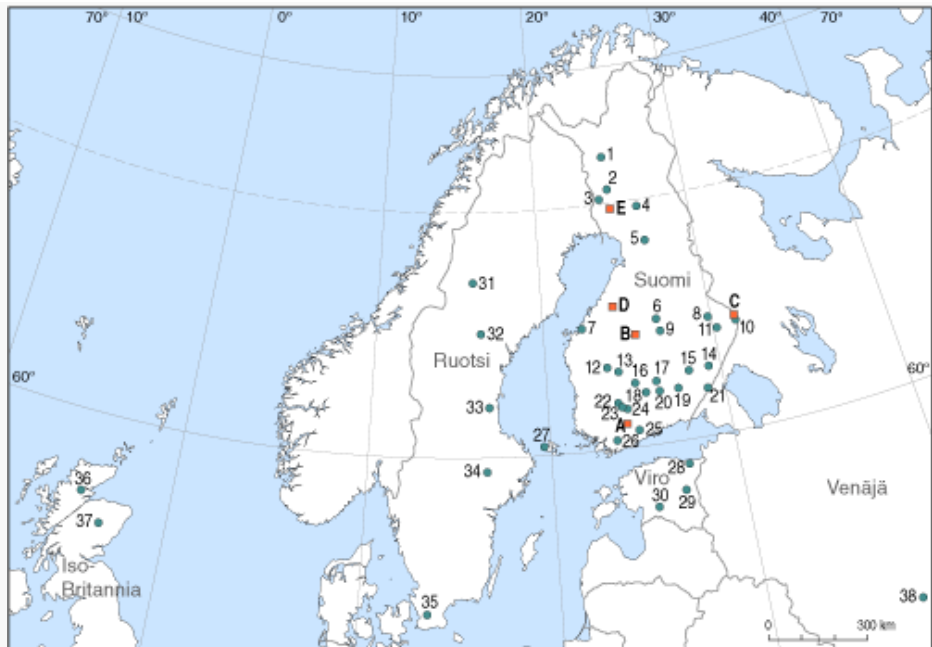 70° 10° 0° 10° 20° 30° 40° 70°
1
2
3 E 4
5
Suomi
31
D 6 8 C
7 B 9 11 10
32
Ruotsi
12 13 16 17 15 14
22 18 20 19 21
33 23 24
A 25
27 26
60° 60°
28
34 Viro
36 30 29 Venäjä
37
Iso-
Britannia
38
35
0 300 km